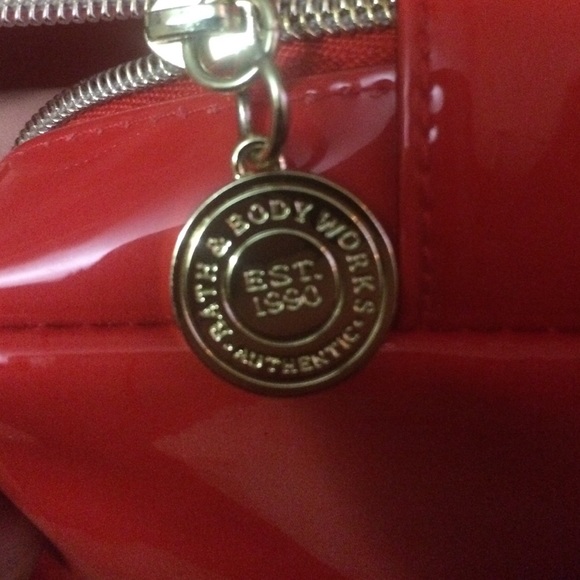 BATH & BODY WORKS
EST.
1990
AUTHENTIC